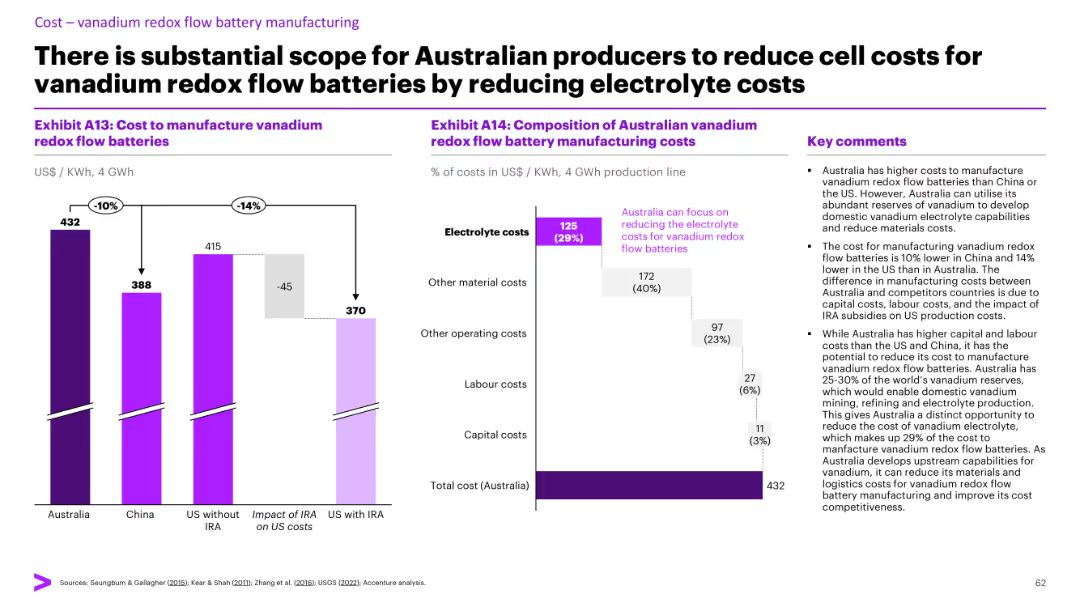 Cost – vanadium redox flow battery manufacturing
There is substantial scope for Australian producers to reduce cell costs for
vanadium redox flow batteries by reducing electrolyte costs
Exhibit A13: Cost to manufacture vanadium
redox flow batteries
US$ / KWh, 4 GWh
-10%
-14%
432
388
415
-45
370
Australia
China
US without
IRA
Impact of IRA
on US costs
US with IRA
Exhibit A14: Composition of Australian vanadium
redox flow battery manufacturing costs
% of costs in US$ / KWh, 4 GWh production line
Electrolyte costs
125
(29%)
Australia can focus on
reducing the electrolyte
costs for vanadium redox
flow batteries
Other material costs
172
(40%)
Other operating costs
97
(23%)
Labour costs
27
(6%)
Capital costs
11
(3%)
Total cost (Australia)
432
Key comments
▪ Australia has higher costs to manufacture
vanadium redox flow batteries than China or
the US. However, Australia can utilise its
abundant reserves of vanadium to develop
domestic vanadium electrolyte capabilities
and reduce materials costs.
▪ The cost for manufacturing vanadium redox
flow batteries is 10% lower in China and 14%
lower in the US than in Australia. The
difference in manufacturing costs between
Australia and competitors countries is due to
capital costs, labour costs, and the impact of
IRA subsidies on US production costs.
▪ While Australia has higher capital and labour
costs than the US and China, it has the
potential to reduce its cost to manufacture
vanadium redox flow batteries. Australia has
25-30% of the world's vanadium reserves,
which would enable domestic vanadium
mining, refining and electrolyte production.
This gives Australia a distinct opportunity to
reduce the cost of vanadium electrolyte,
which makes up 29% of the cost to
manfacture vanadium redox flow batteries. As
Australia develops upstream capabilities for
vanadium, it can reduce its materials and
logistics costs for vanadium redox flow
battery manufacturing and improve its cost
competitiveness.
Sources: Seungbum & Gallagher (2015); Kear & Shah (2011); Zhang et al. (2016); USGS (2022); Accenture analysis.
62